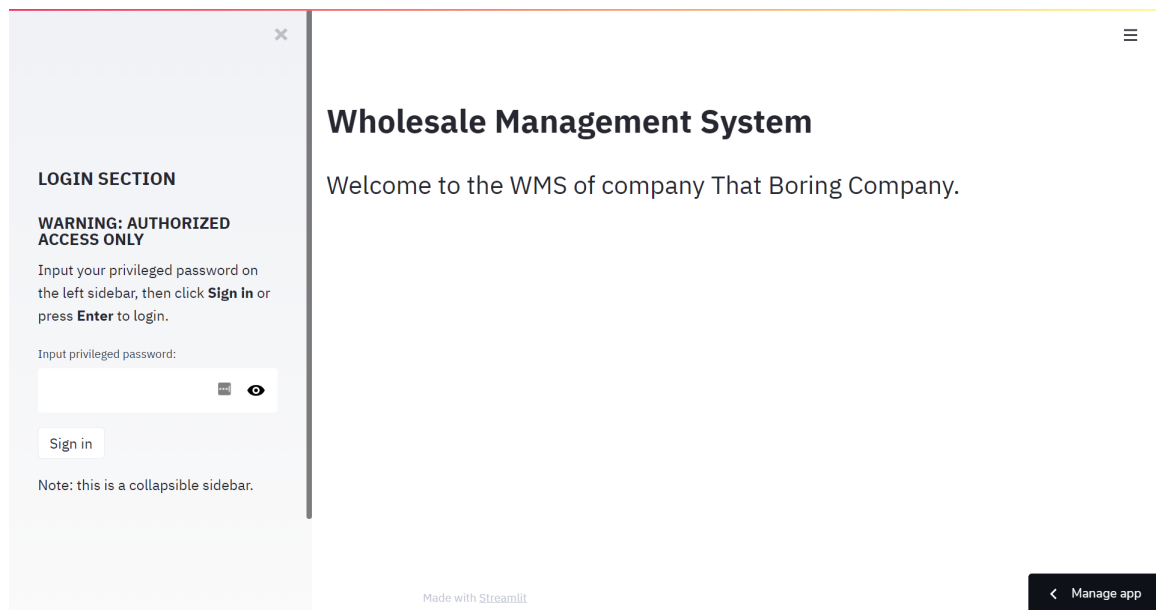 LOGIN SECTION
WARNING: AUTHORIZED
ACCESS ONLY
Input your privileged password on
the left sidebar, then click Sign in or
press Enter to login.
Input privileged password:
Sign in
Note: this is a collapsible sidebar.
Wholesale Management System
Welcome to the WMS of company That Boring Company.
Made with Streamlit
Manage app